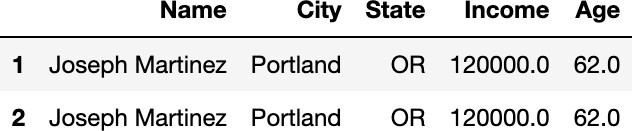 Name City State Income Age
1 Joseph Martinez Portland OR 120000.0 62.0
2 Joseph Martinez Portland OR 120000.0 62.0